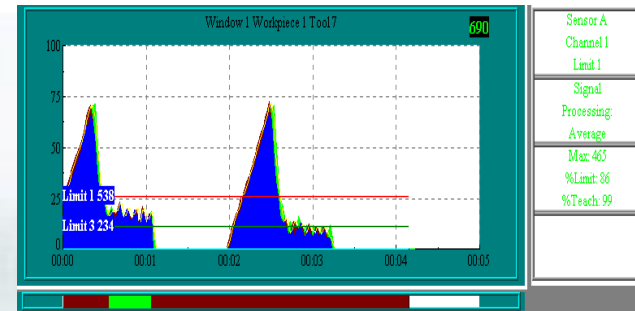 Window 1 Workpiece 1 Tool 7
690
100
75
50
25
0
Limit 1 538
Limit 3 234
00:00 00:01 00:02 00:03 00:04 00:05
Sensor A
Channel 1
Limit 1
Signal
Processing:
Average
Max: 465
%Limit: 86
%Teach: 99